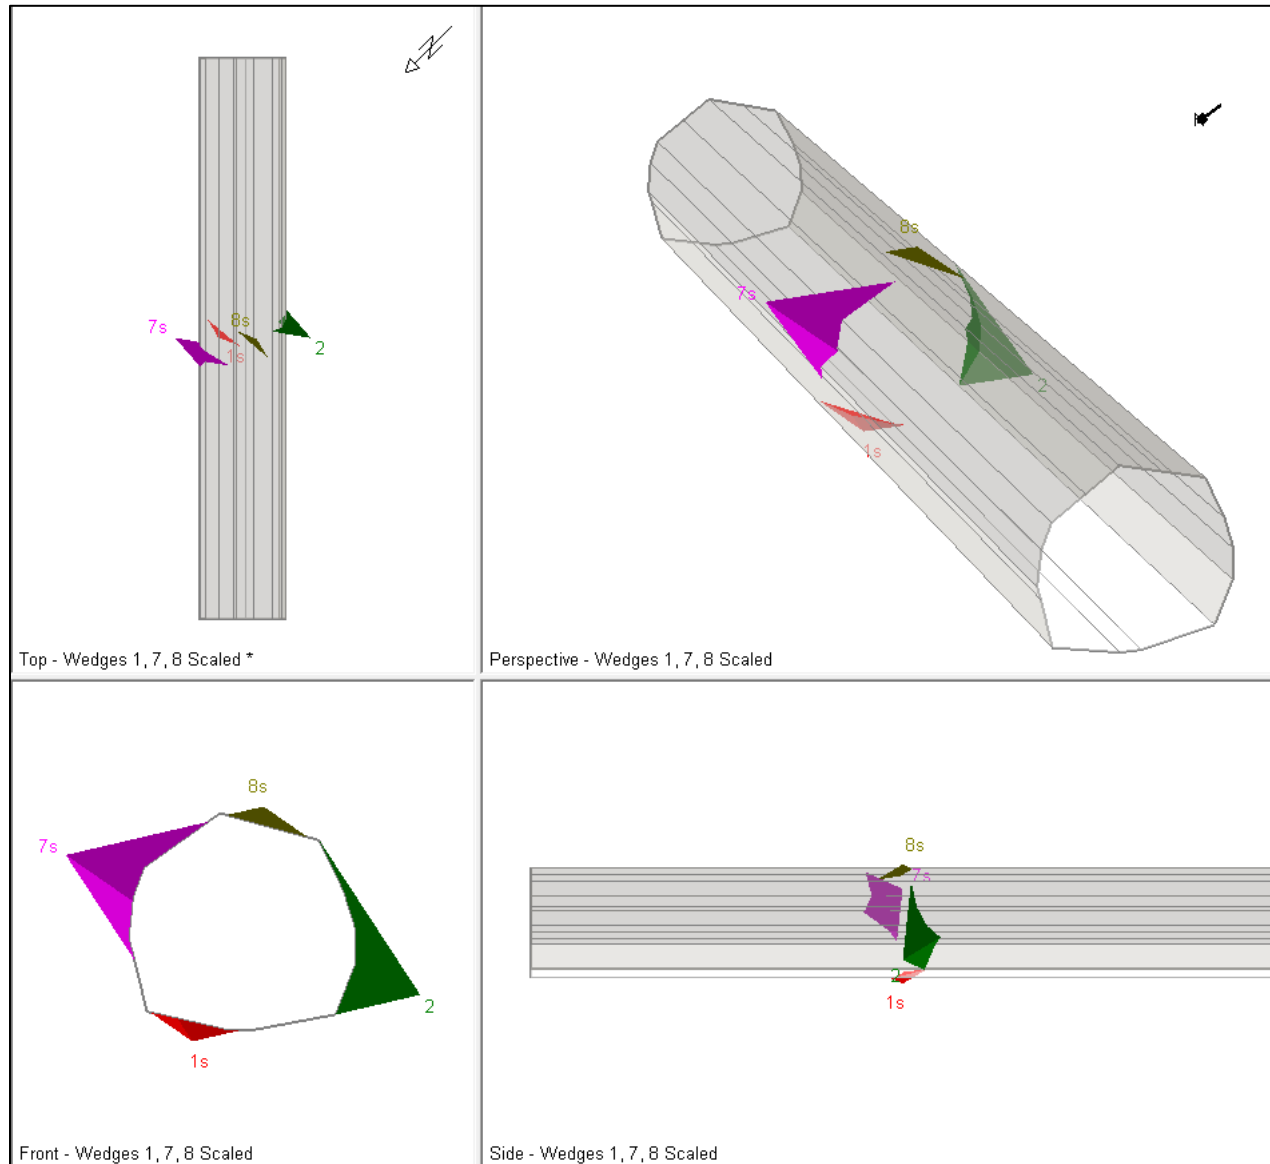 7s
8s
1s
2
Top - Wedges 1, 7, 8 Scaled *
8s
7s
2
1s
Perspective - Wedges 1, 7, 8 Scaled
8s
7s
2
1s
Front - Wedges 1, 7, 8 Scaled
8s
7s
2
1s
Side - Wedges 1, 7, 8 Scaled